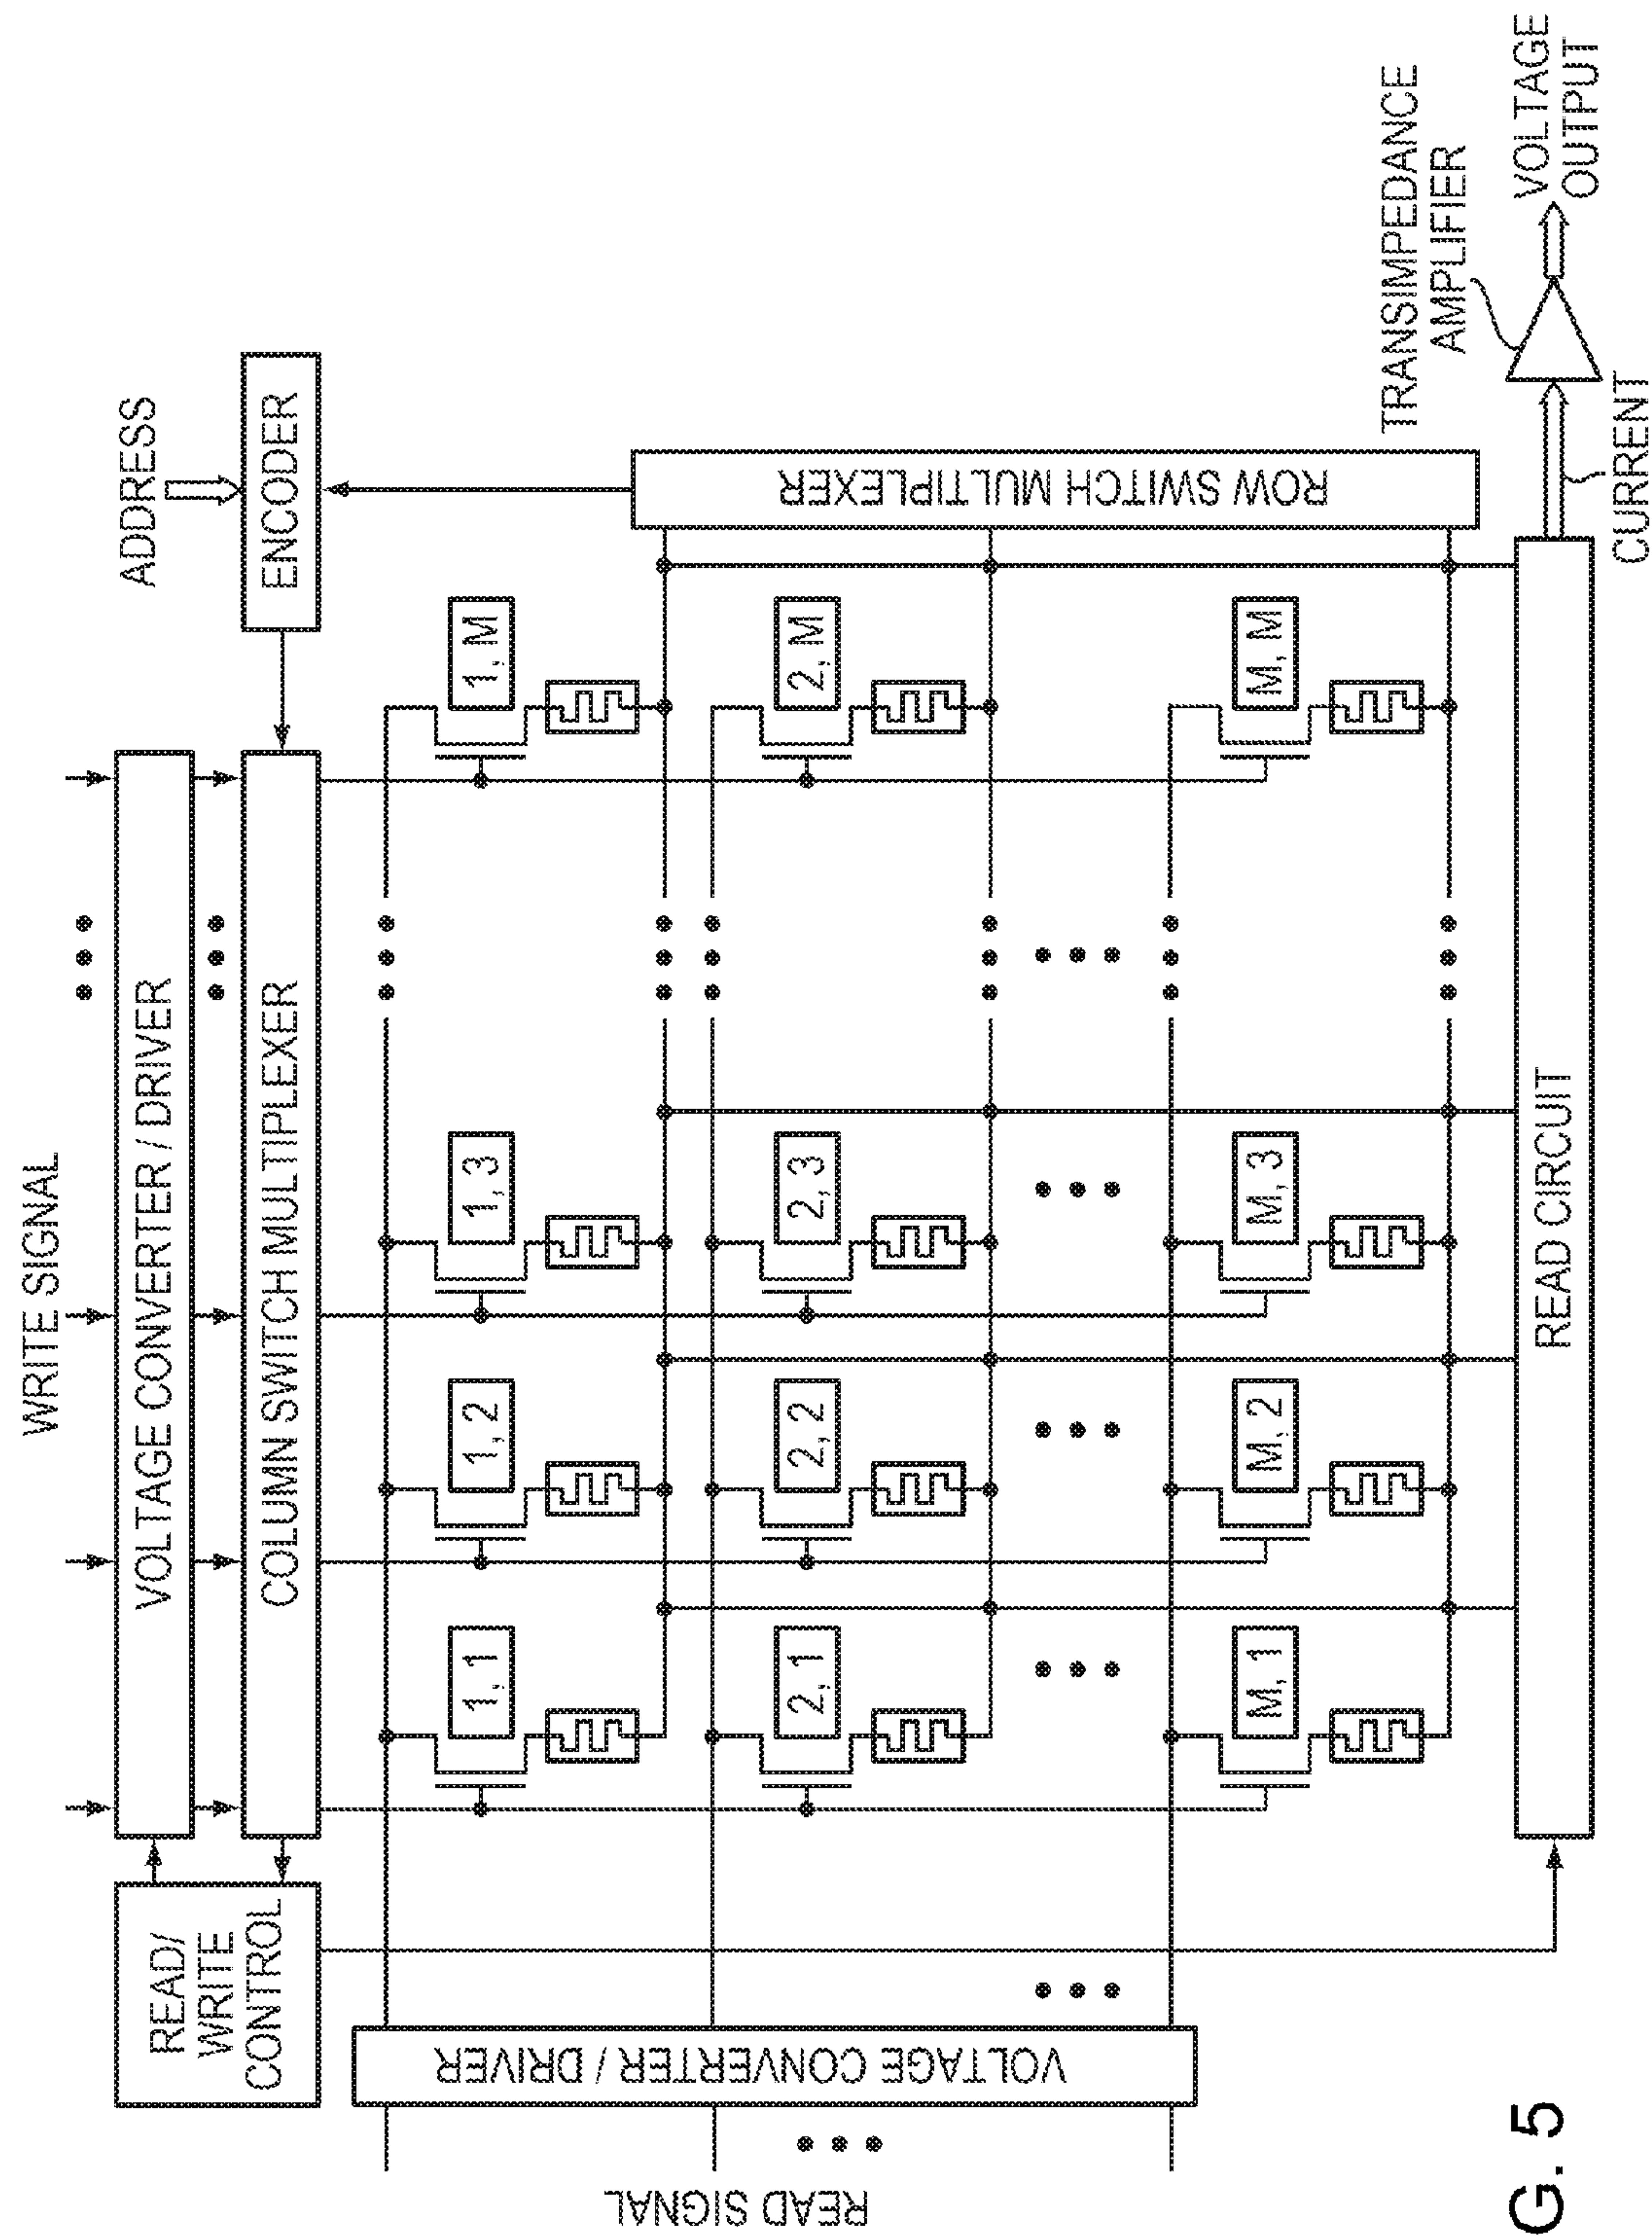 WRITE SIGNAL
VOLTAGE CONVERTER / DRIVER
COLUMN SWITCH MULTIPLEXER
READ/
WRITE
CONTROL
ADDRESS
ENCODER
READ SIGNAL
VOLTAGE CONVERTER / DRIVER
1, 1
1, 2
1, 3
1, M
2, 1
2, 2
2, 3
2, M
M, 1
M, 2
M, 3
M, M
ROW SWITCH MULTIPLEXER
READ CIRCUIT
CURRENT
TRANSIMPEDANCE
AMPLIFIER
VOLTAGE
OUTPUT
G. 5